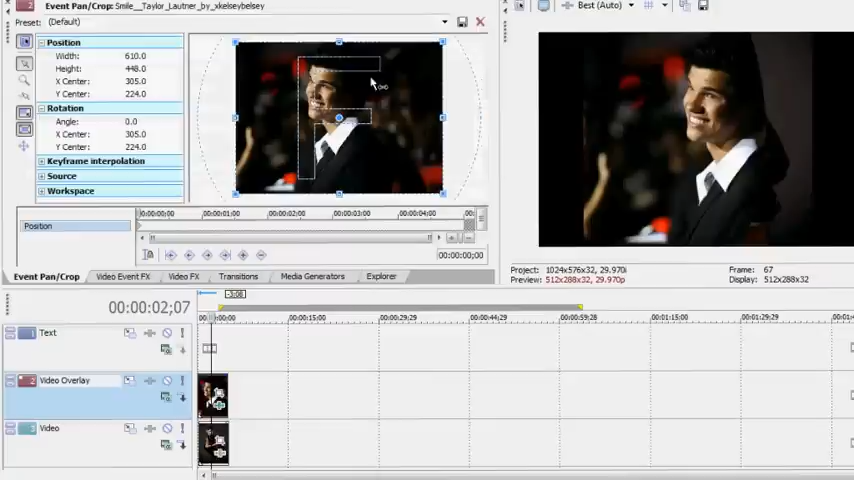 Event Pan/Crop: Smile__Taylor_Lautner_by_xkelseybelsey
Preset: (Default)
Best (Auto)
Position
Width: 610.0
Height: 448.0
X Center: 305.0
Y Center: 224.0
Rotation
Angle: 0.0
X Center: 305.0
Y Center: 224.0
Keyframe interpolation
Source
Workspace
00:00:00;00 00:00:01;00 00:00:02;00 00:00:03;00 00:00:04;00
Position
00:00:00;00
Event Pan/Crop Video Event FX Video FX Transitions Media Generators Explorer
Project: 1024x576x32, 29.970i Frame: 67
Preview: 512x288x32, 29.970p Display: 512x288x32
-3:08
00:00:02;07
00:00:15;00 00:00:29;29 00:00:44;29 00:00:59;28 00:01:15;00 00:01:29;29
1 Text
2 Video Overlay
3 Video